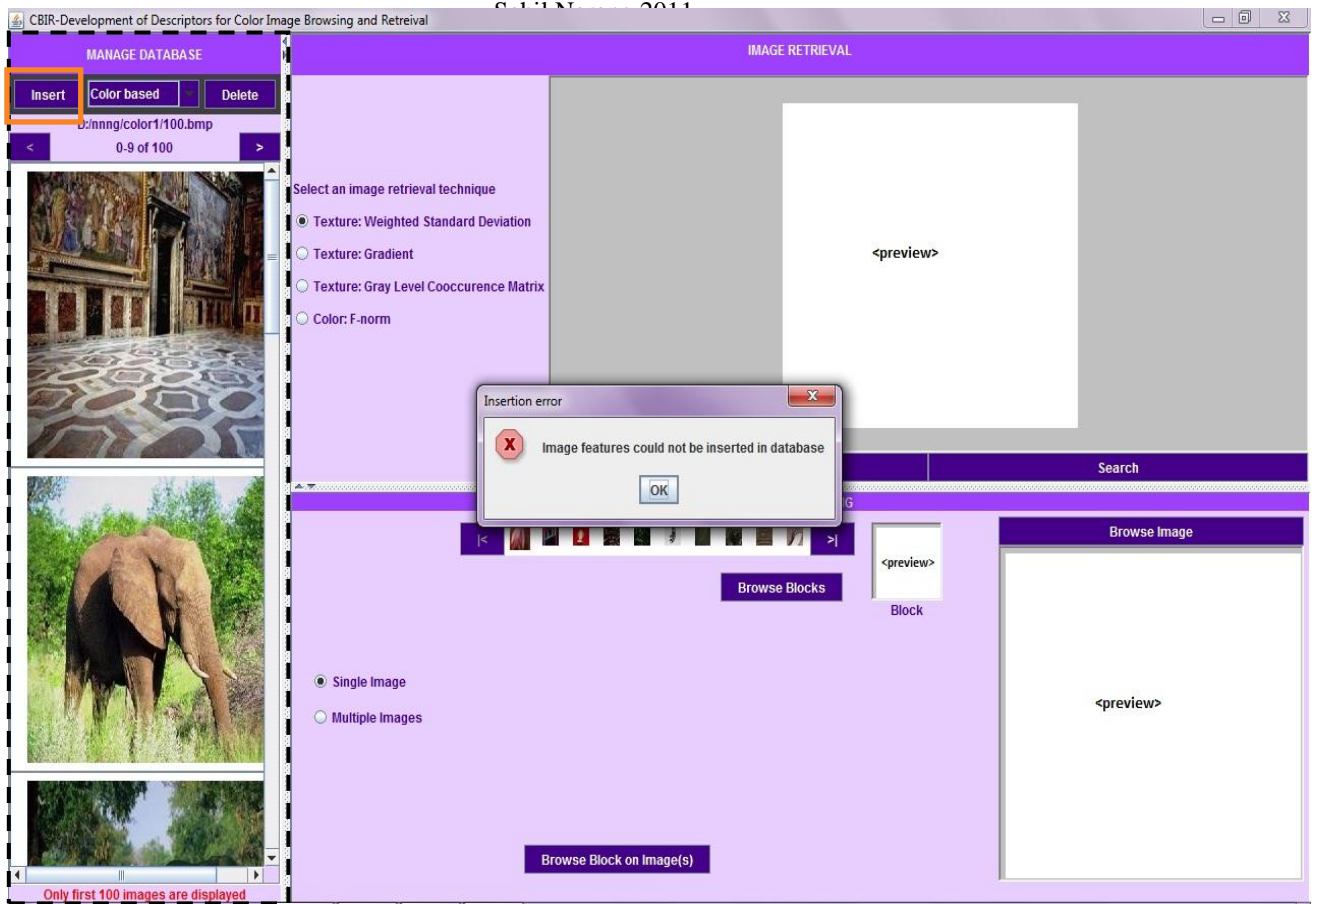 CBIR-Development of Descriptors for Color Image Browsing and Retreival
MANAGE DATABASE
Insert
Color based
Delete
D:/nnng/color1/100.bmp
<
0-9 of 100
>
Only first 100 images are displayed
IMAGE RETRIEVAL
Select an image retrieval technique
Texture: Weighted Standard Deviation
Texture: Gradient
Texture: Gray Level Cooccurence Matrix
Color: F-norm
<preview>
Search
Insertion error
X
Image features could not be inserted in database
OK
|<
>|
Browse Blocks
<preview>
Block
Browse Image
<preview>
Single Image
Multiple Images
Browse Block on Image(s)